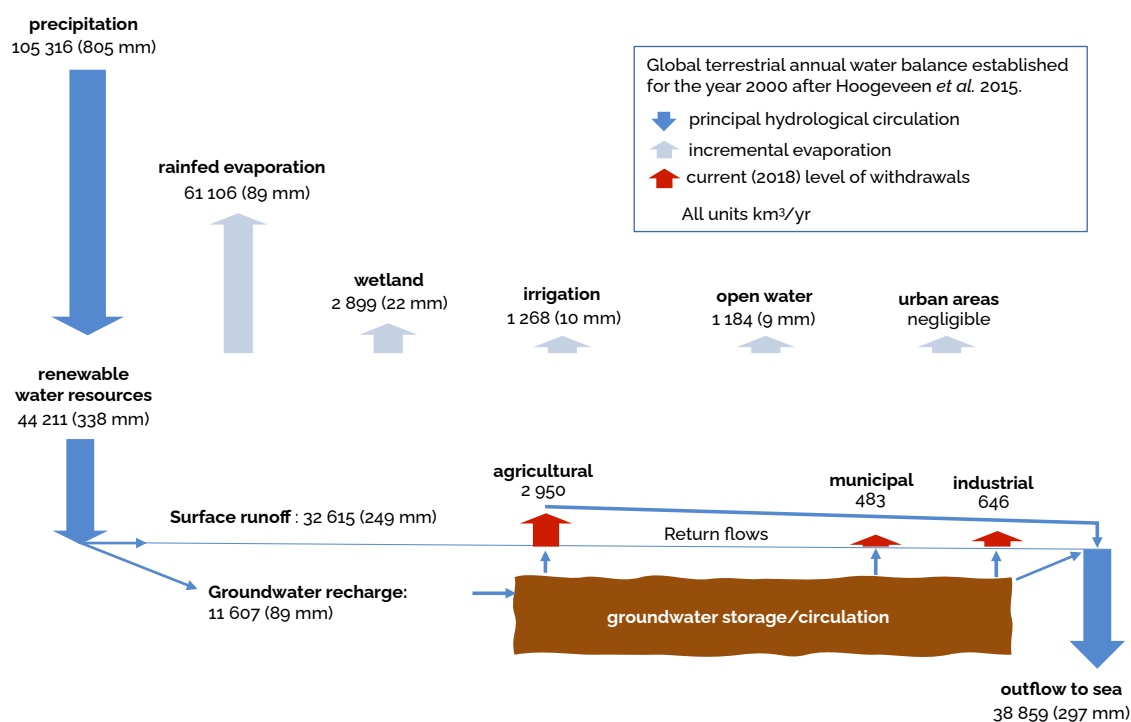 precipitation
105 316 (805 mm)
Global terrestrial annual water balance established
for the year 2000 after Hoogeveen et al. 2015.
principal hydrological circulation
incremental evaporation
current (2018) level of withdrawals
All units km³/yr
rainfed evaporation
61 106 (89 mm)
wetland
2 899 (22 mm)
irrigation
1 268 (10 mm)
open water
1 184 (9 mm)
urban areas
negligible
renewable
water resources
44 211 (338 mm)
agricultural
2 950
municipal
483
industrial
646
Surface runoff : 32 615 (249 mm)
Return flows
Groundwater recharge:
11 607 (89 mm)
groundwater storage/circulation
outflow to sea
38 859 (297 mm)